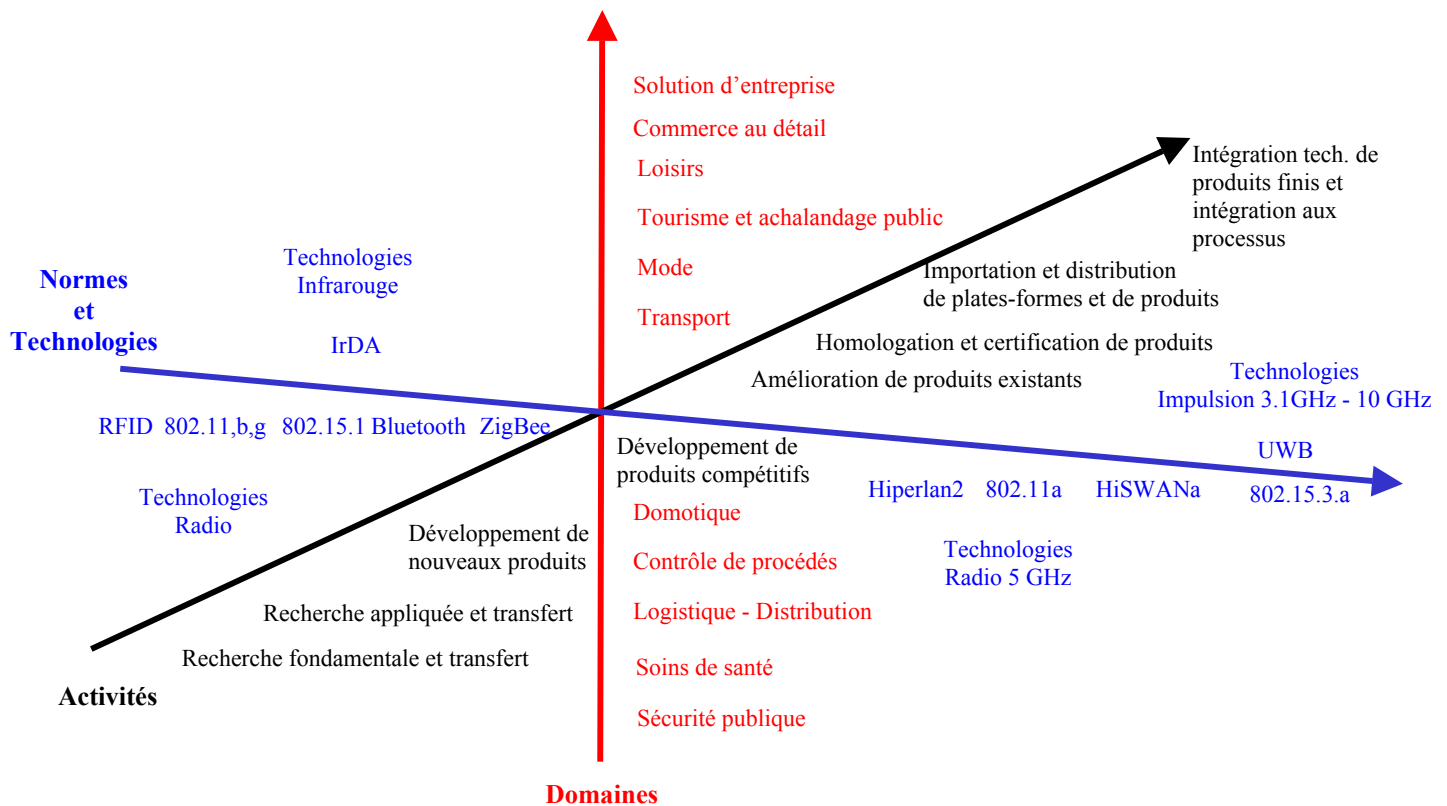 Solution d’entreprise
Commerce au détail
Loisirs
Tourisme et achalandage public
Mode
Transport
Intégration tech. de
produits finis et
intégration aux
processus
Importation et distribution
de plates-formes et de produits
Homologation et certification de produits
Amélioration de produits existants
Technologies
Infrarouge
IrDA
Normes
et
Technologies
RFID 802.11,b,g 802.15.1 Bluetooth ZigBee
Technologies
Radio
Technologies
Impulsion 3.1GHz - 10 GHz
UWB
802.15.3.a
Hiperlan2 802.11a HiSWANa
Technologies
Radio 5 GHz
Développement de
produits compétitifs
Développement de
nouveaux produits
Recherche appliquée et transfert
Recherche fondamentale et transfert
Activités
Domotique
Contrôle de procédés
Logistique - Distribution
Soins de santé
Sécurité publique
Domaines